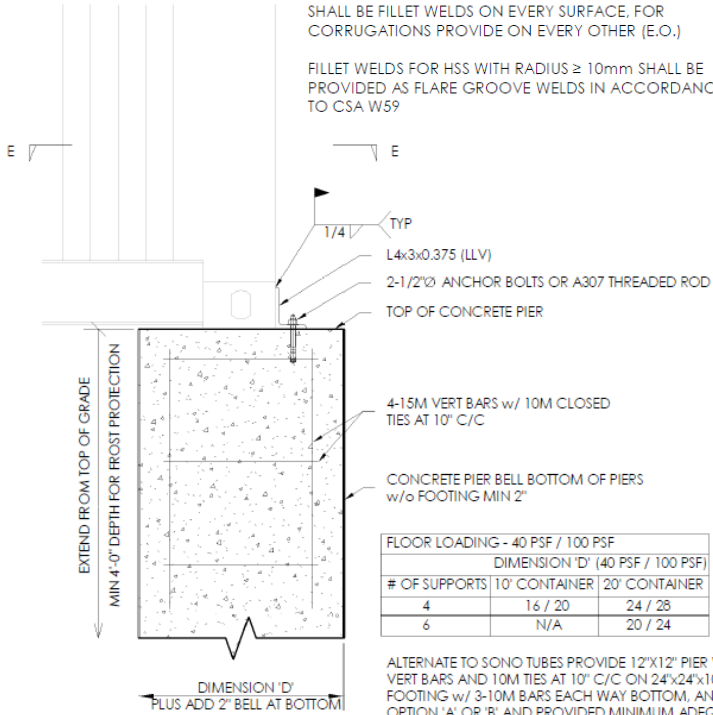 SHALL BE FILLET WELDS ON EVERY SURFACE, FOR
CORRUGATIONS PROVIDE ON EVERY OTHER (E.O.)
FILLET WELDS FOR HSS WITH RADIUS ≥ 10mm SHALL BE
PROVIDED AS FLARE GROOVE WELDS IN ACCORDANC
TO CSA W59
E E
TYP
1/4
L4x3x0.375 (LLV)
2-1/2"Ø ANCHOR BOLTS OR A307 THREADED ROD
TOP OF CONCRETE PIER
EXTEND FROM TOP OF GRADE
MIN 4'-0" DEPTH FOR FROST PROTECTION
4-15M VERT BARS w/ 10M CLOSED
TIES AT 10" C/C
CONCRETE PIER BELL BOTTOM OF PIERS
w/o FOOTING MIN 2"
FLOOR LOADING - 40 PSF / 100 PSF
DIMENSION 'D' (40 PSF / 100 PSF)
# OF SUPPORTS 10' CONTAINER 20' CONTAINER
4 16 / 20 24 / 28
6 N/A 20 / 24
DIMENSION 'D'
PLUS ADD 2" BELL AT BOTTOM
ALTERNATE TO SONO TUBES PROVIDE 12"X12" PIER
VERT BARS AND 10M TIES AT 10" C/C ON 24"x24"x1
FOOTING w/ 3-10M BARS EACH WAY BOTTOM, AN
OPTION 'A' OR 'B' AND PROVIDED MINIMUM ADEQ